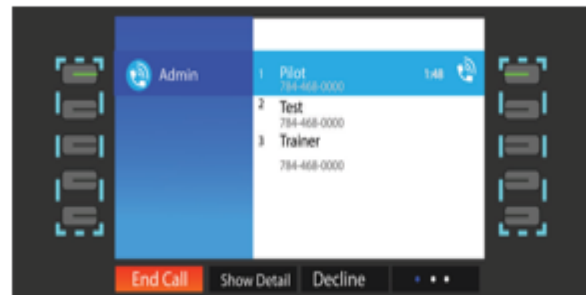 Admin
1 Pilot 1:48
784-468-0000
2 Test
784-468-0000
3 Trainer
784-468-0000
End Call Show Detail Decline